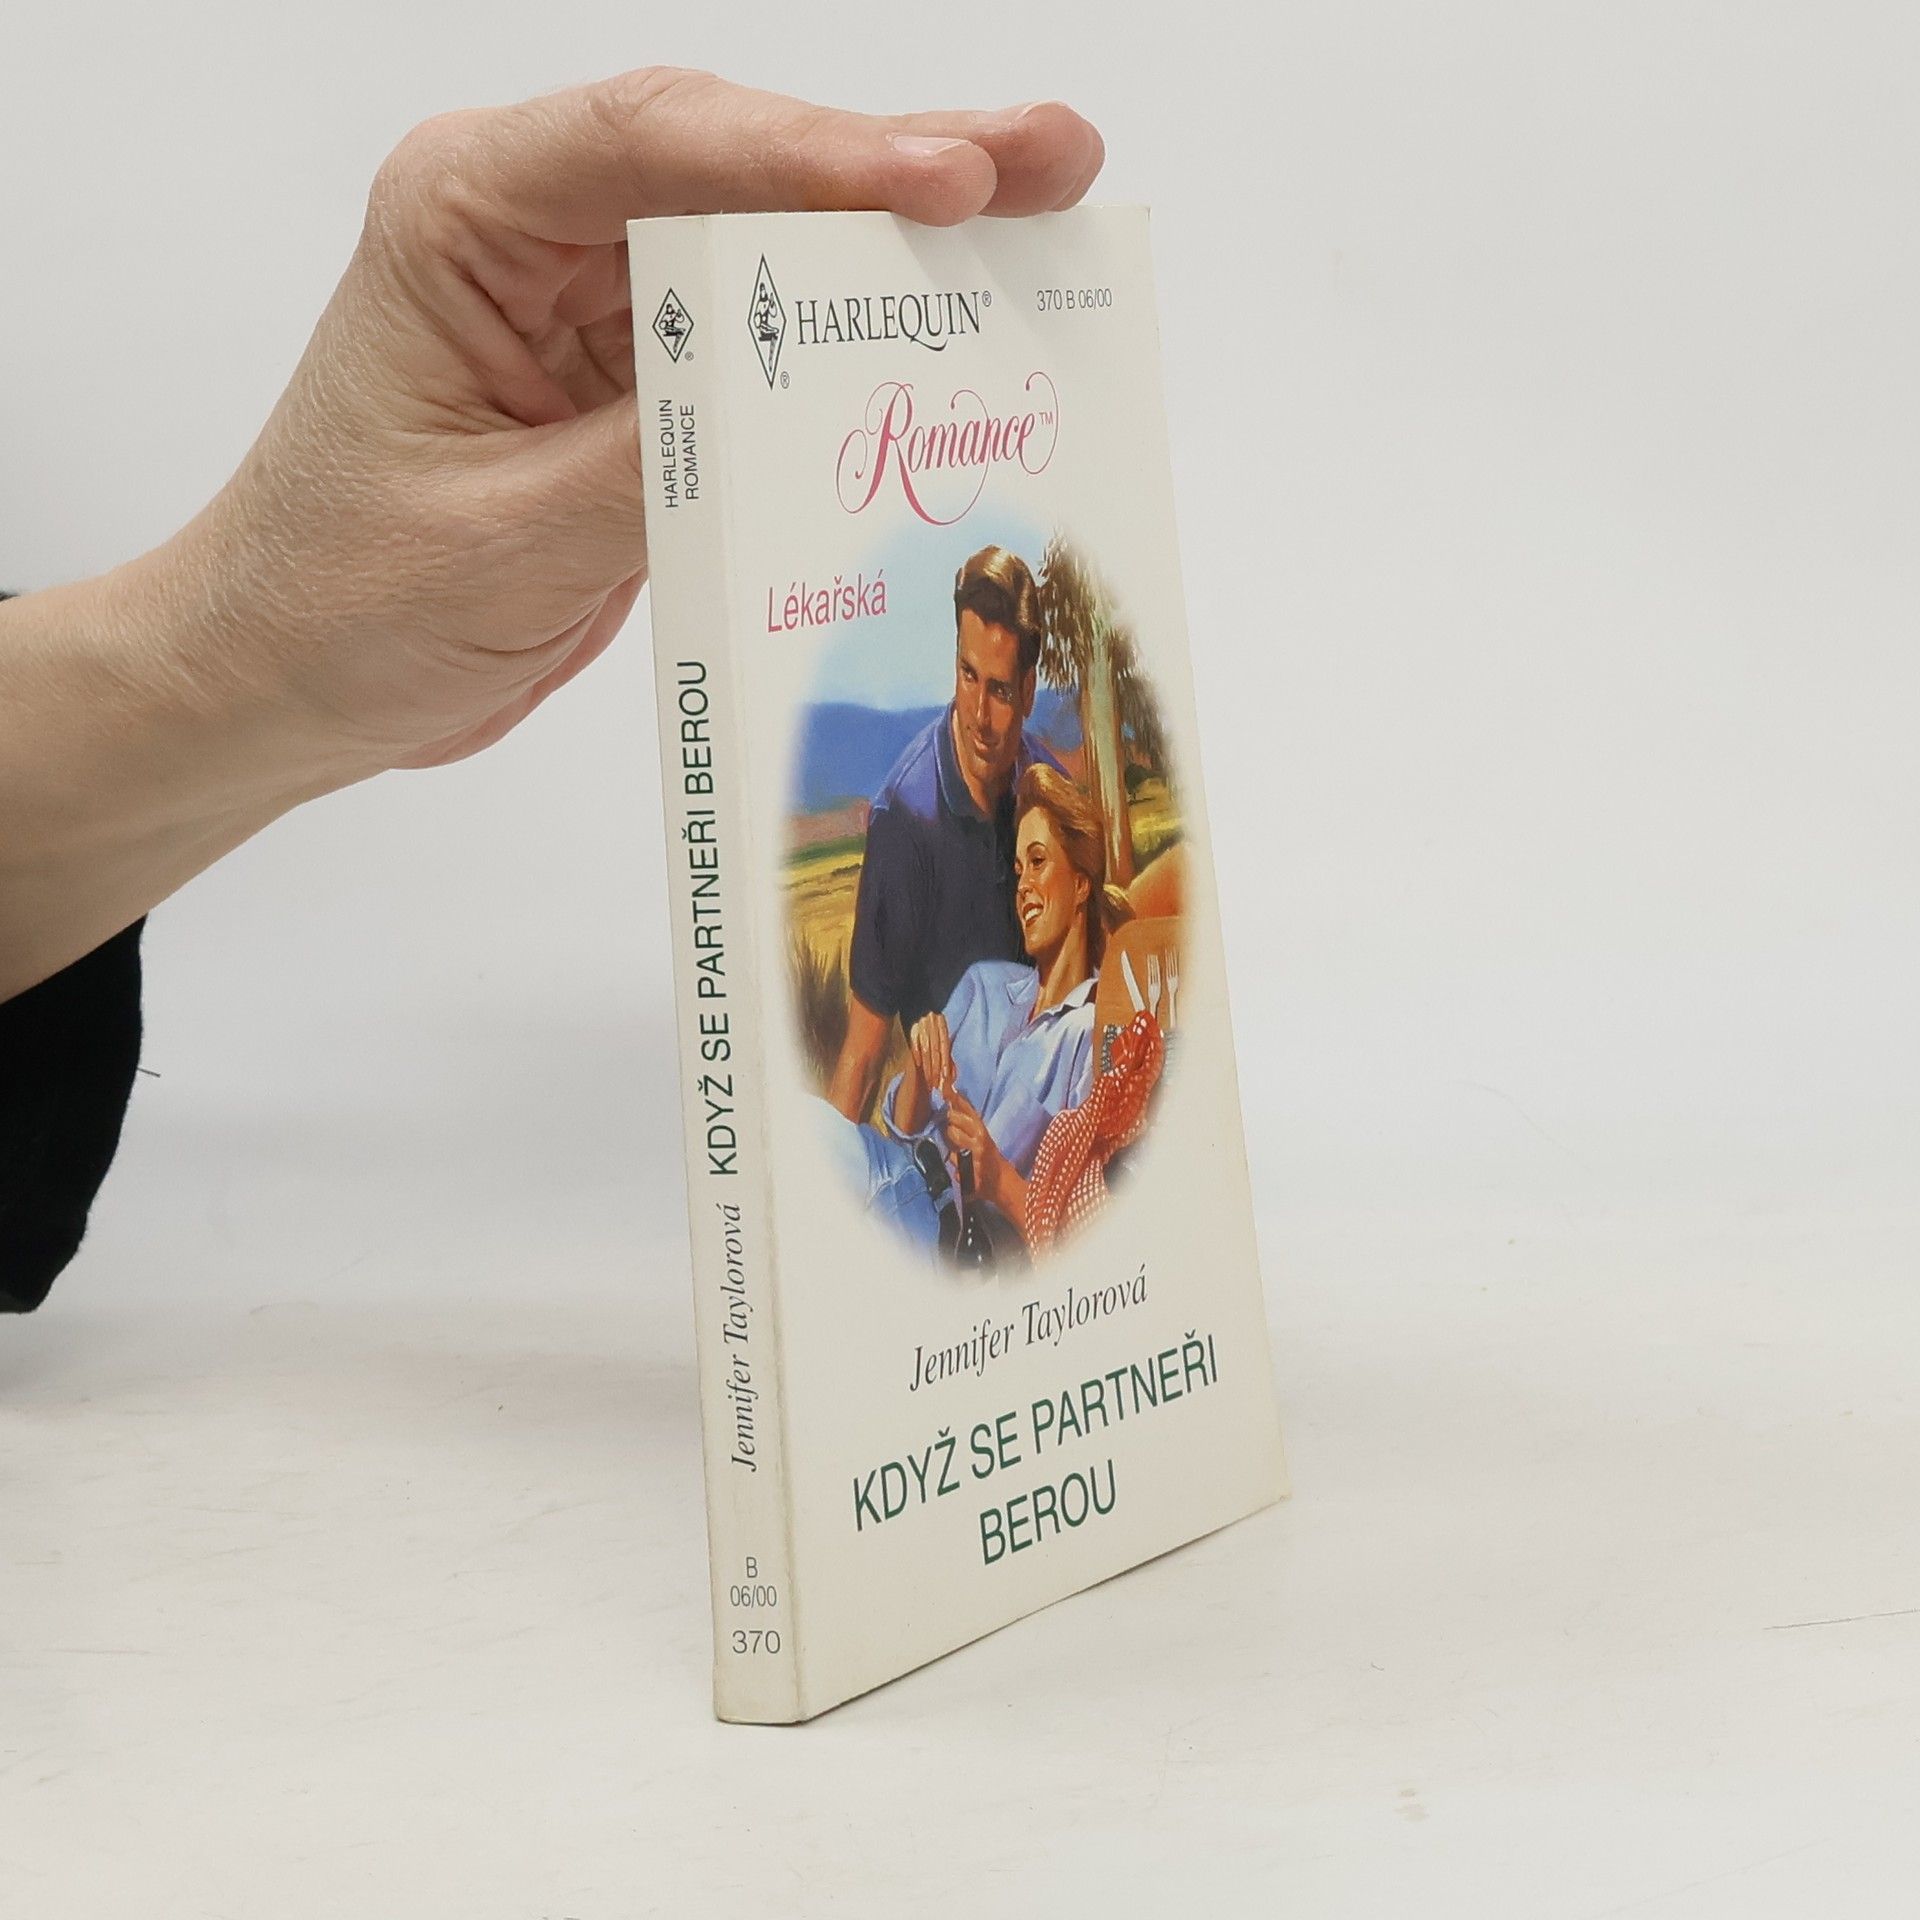 HARLEQUIN
ROMANCE
KDYŽ SE PARTNEŘI BEROU
Jennifer Taylorová
B
06/00
370
HARLEQUIN®
370 B 06/00
Romance™
Lékařská
Jennifer Taylorová
KDYŽ SE PARTNEŘI
BEROU